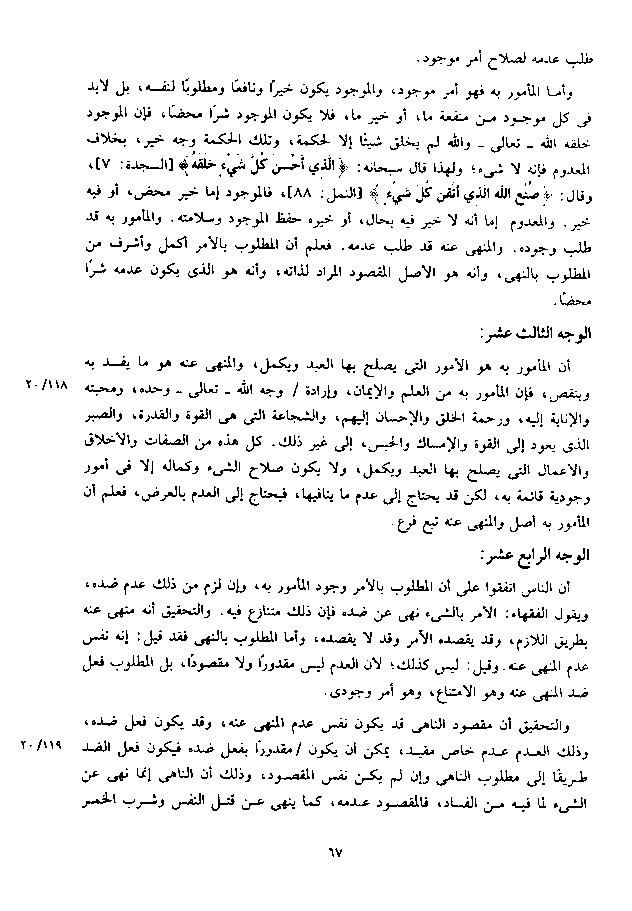 طلب عدمه لصلاح أمر موجود.
وأما المأمور به فهو أمر موجود، والموجود يكون خيرًا ونافعًا ومطلوبًا لنفسه، بل لابد
فى كل موجود من منفعة ما، أو خير ما، فلا يكون الموجود شرًا محضًا، فإن الموجود
خلقه الله ـ تعالى ـ والله لم يخلق شيئًا إلا لحكمة، وتلك الحكمة وجه خير، بخلاف
المعدوم فإنه لا شىء؛ ولهذا قال سبحانه: ﴿ الَّذي أَحْسَنَ كُلَّ شَيْءٍ خَلَقَهُ ﴾ [السجدة: ٧]،
وقال: ﴿ صُنْعَ اللَّه الَّذي أَتْقَنَ كُلَّ شَيْءٍ ﴾ [النمل: ٨٨]، فالموجود إما خير محض، أو فيه
خير. والمعدوم إما أنه لا خير فيه بحال، أو خيره حفظ الموجود وسلامته. والمأمور به قد
طلب وجوده. والمنهى عنه قد طلب عدمه. فعلم أن المطلوب بالأمر أكمل وأشرف من
المطلوب بالنهى، وأنه هو الأصل المقصود المراد لذاته، وأنه هو الذى يكون عدمه شرًا
محضًا.
الوجه الثالث عشر:
أن المأمور به هو الأمور التى يصلح بها العبد ويكمل، والمنهى عنه هو ما يفسد به
وينقص، فإن المأمور به من العلم والإيمان، وإرادة / وجه الله ـ تعالى ـ وحده، ومحبته
٢٠/١١٨
والإنابة إليه، ورحمة الخلق والإحسان إليهم، والشجاعة التى هى القوة والقدرة، والصبر
الذى يعود إلى القوة والإمساك والحبس، إلى غير ذلك. كل هذه من الصفات والأخلاق
والأعمال التى يصلح بها العبد ويكمل، ولا يكون صلاح الشىء وكماله إلا فى أمور
وجودية قائمة به، لكن قد يحتاج إلى عدم ما ينافيها، فيحتاج إلى العدم بالعرض، فعلم أن
المأمور به أصل والمنهى عنه تبع فرع.
الوجه الرابع عشر:
أن الناس اتفقوا على أن المطلوب بالأمر وجود المأمور به، وإن لزم من ذلك عدم ضده،
ويقول الفقهاء: الأمر بالشىء نهى عن ضده فإن ذلك متنازع فيه. والتحقيق أنه منهى عنه
بطريق اللازم، وقد يقصده الآمر وقد لا يقصده، وأما المطلوب بالنهى فقد قيل: إنه نفس
عدم المنهى عنه. وقيل: ليس كذلك؛ لأن العدم ليس مقدورًا ولا مقصودًا، بل المطلوب فعل
ضد المنهى عنه وهو الامتناع، وهو أمر وجودى.
والتحقيق أن مقصود الناهى قد يكون نفس عدم المنهى عنه، وقد يكون فعل ضده،
وذلك العدم عدم خاص مقيد، يمكن أن يكون / مقدورًا بفعل ضده فيكون فعل الضد
٢٠/١١٩
طريقًا إلى مطلوب الناهى وإن لم يكن نفس المقصود، وذلك أن الناهى إنما نهى عن
الشىء لما فيه من الفساد، فالمقصود عدمه، كما ينهى عن قتل النفس وشرب الخمر
٦٧